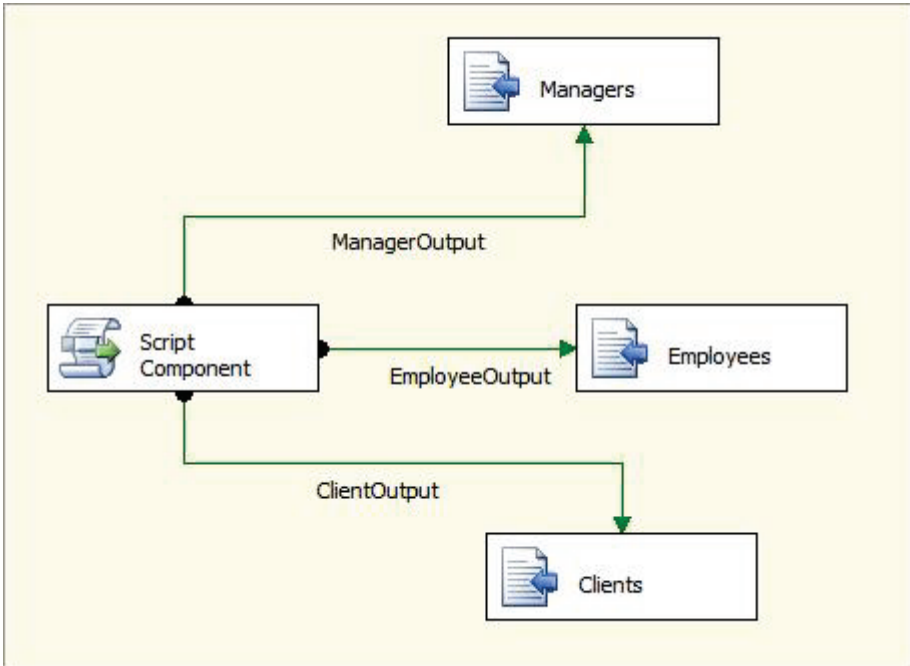 Managers
ManagerOutput
Script
Component
Employees
EmployeeOutput
ClientOutput
Clients